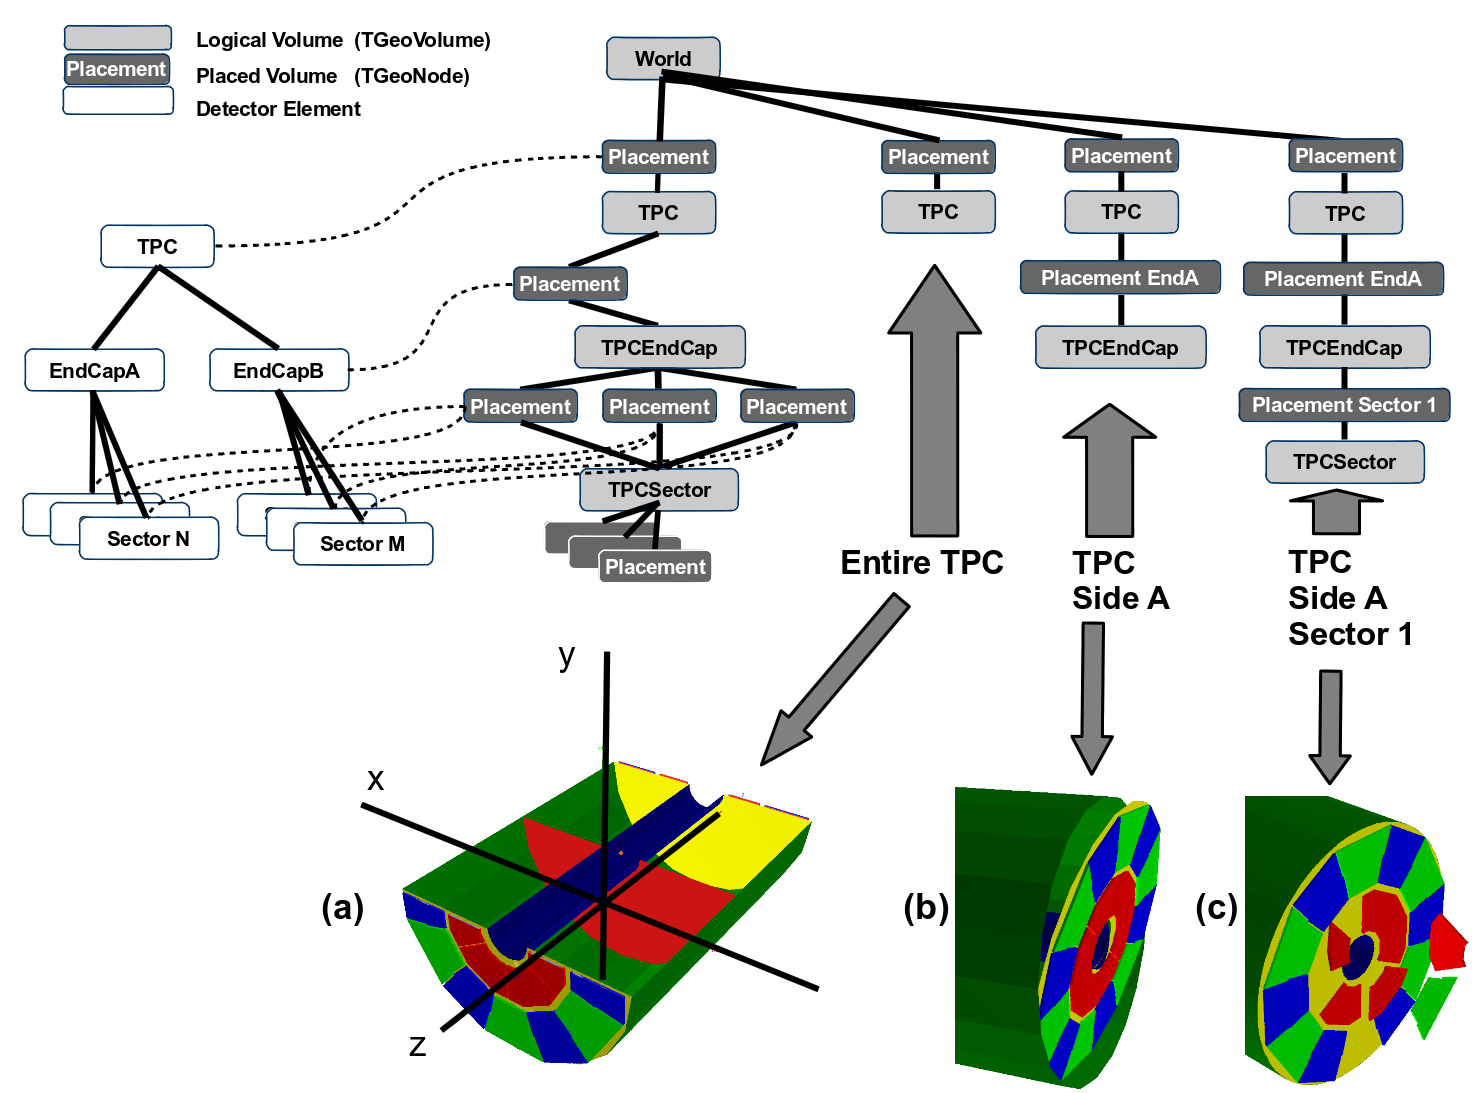 Logical Volume (TGeoVolume)
Placement
Placed Volume (TGeoNode)
Detector Element
World
Placement
Placement
Placement
Placement
TPC
TPC
TPC
TPC
TPC
Placement
Placement EndA
Placement EndA
EndCapA
EndCapB
TPCEndCap
TPCEndCap
TPCEndCap
Placement
Placement
Placement
Placement Sector 1
TPCSector
TPCSector
Sector N
Sector M
Placement
Entire TPC
TPC
Side A
TPC
Side A
Sector 1
y
x
z
(a)
(b)
(c)